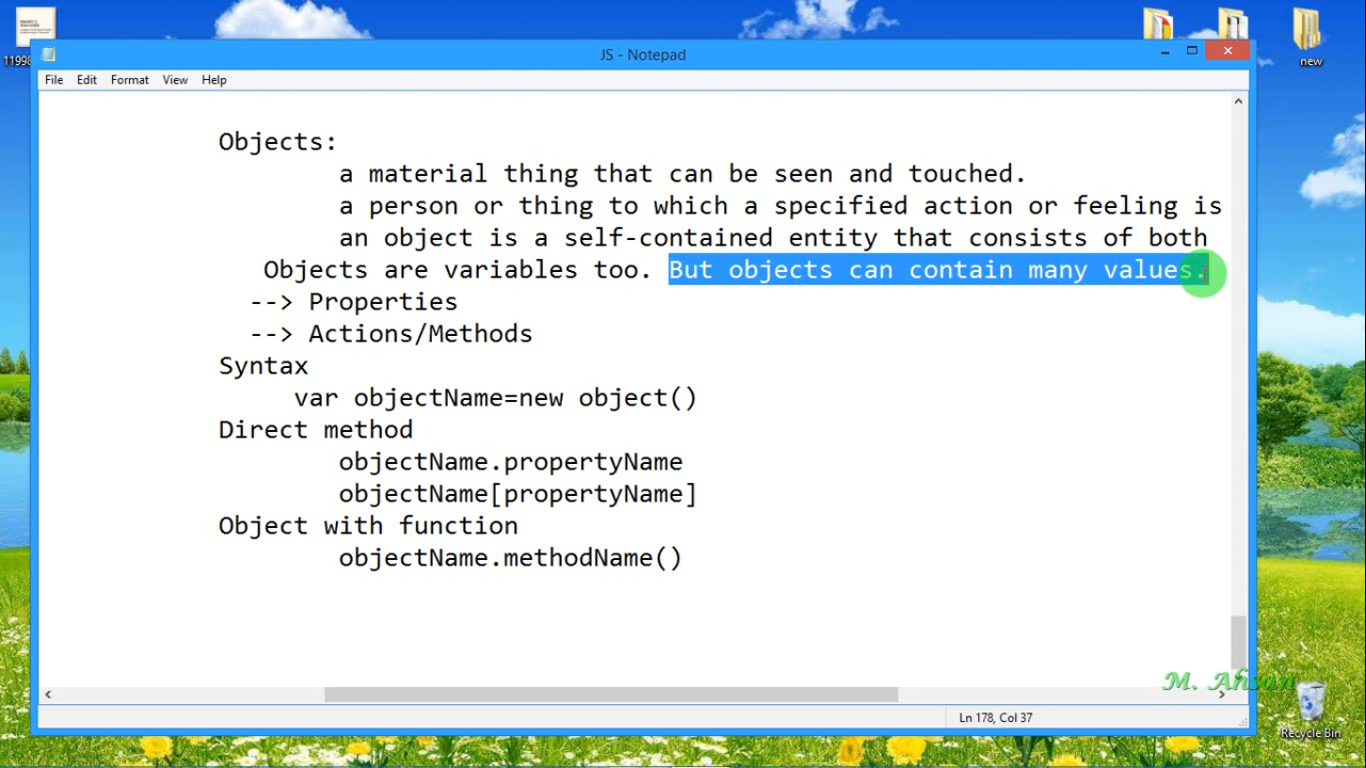 11998
new
JS - Notepad
File Edit Format View Help
Objects:
a material thing that can be seen and touched.
a person or thing to which a specified action or feeling is
an object is a self-contained entity that consists of both
Objects are variables too. But objects can contain many values.
--> Properties
--> Actions/Methods
Syntax
var objectName=new object()
Direct method
objectName.propertyName
objectName[propertyName]
Object with function
objectName.methodName()
M. Ahsan
Ln 178, Col 37
Recycle Bin